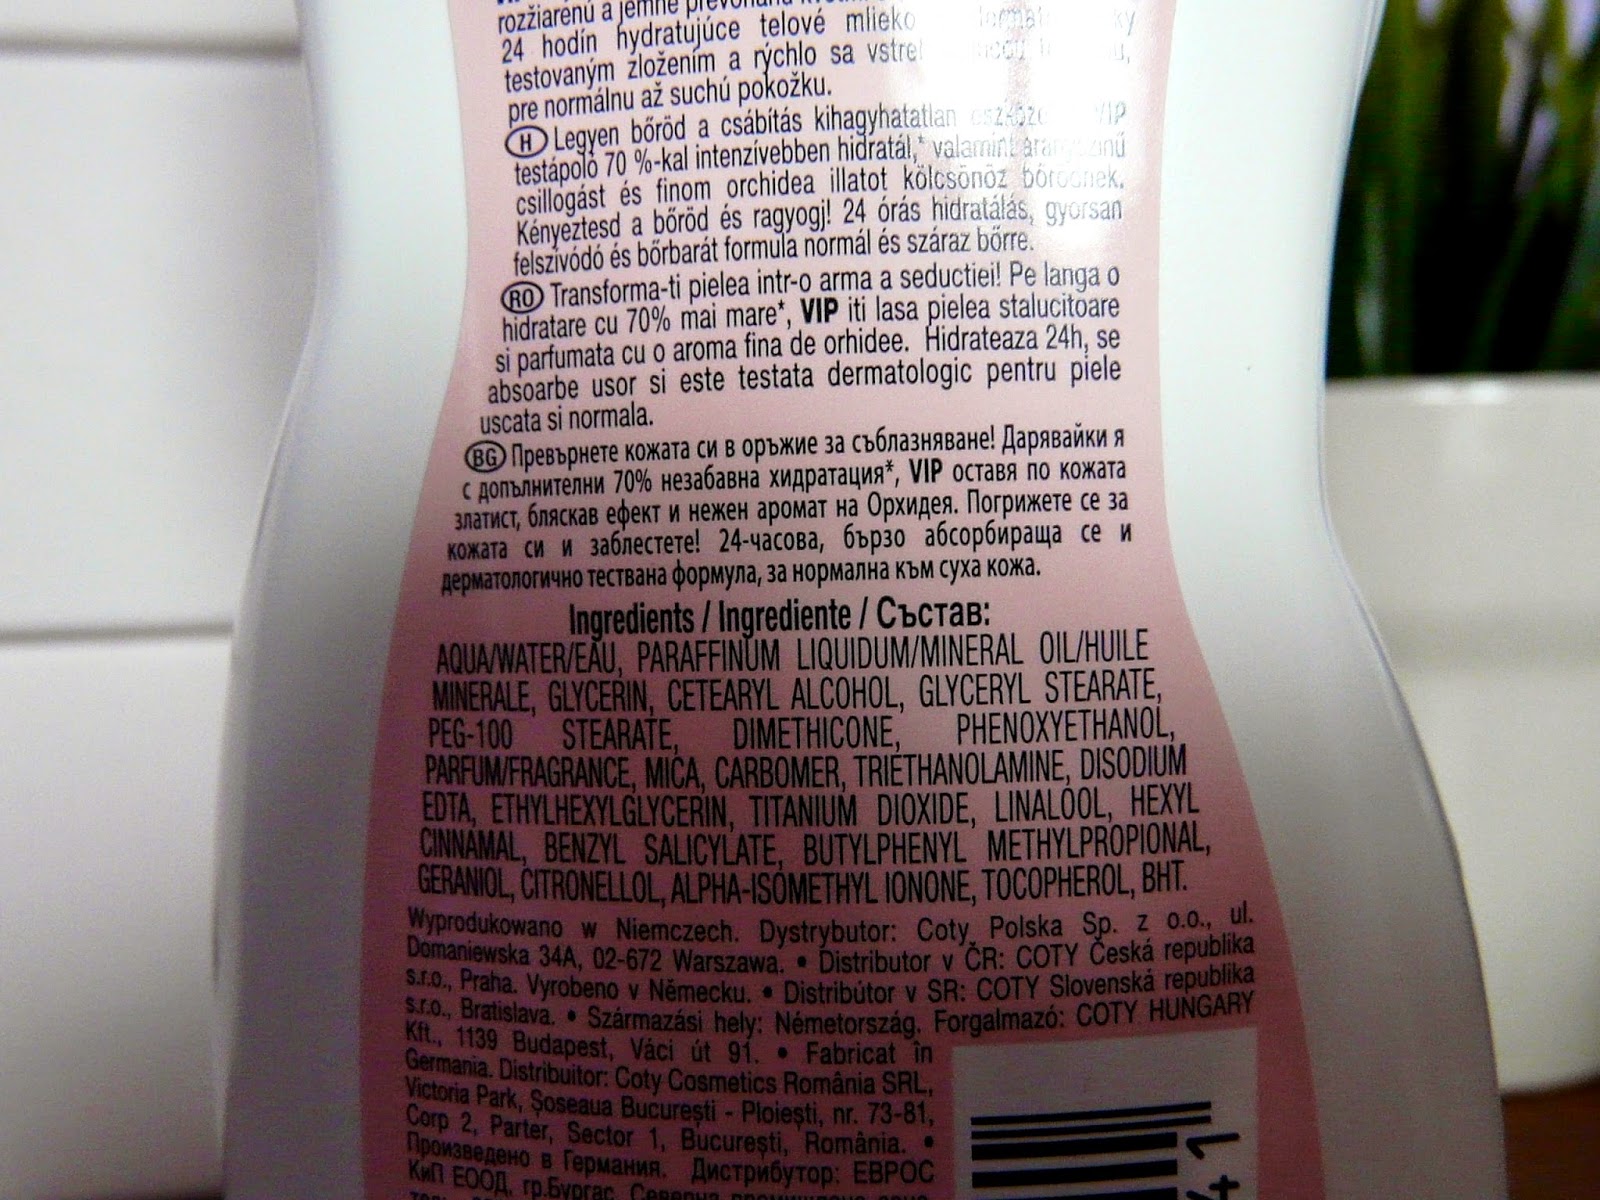 rozžiarenú a jemne prevoňanú
24 hodín hydratujúce telové mlieko
testovaným zložením a rýchlo sa
pre normálnu až suchú pokožku.
H Legyen bőröd a csábítás kihagyhatatlan VIP
testápoló 70 %-kal intenzívebben hidratál,* valamint
csillogást és finom orchidea illatot kölcsönöz bőrödnek.
Kényeztesd a bőröd és ragyogj! 24 órás hidratálás, gyorsan
felszívódó és bőrbarát formula normál és száraz bőrre.
RO Transforma-ti pielea intr-o arma a seductiei! Pe langa o
hidratare cu 70% mai mare*, VIP iti lasa pielea stalucitoare
si parfumata cu o aroma fina de orhidee. Hidrateaza 24h, se
absoarbe usor si este testata dermatologic pentru piele
uscata si normala.
BG Превърнете кожата си в оръжие за съблазняване! Дарявайки я
с допълнителни 70% незабавна хидратация*, VIP оставя по кожата
златист, бляскав ефект и нежен аромат на Орхидея. Погрижете се за
кожата си и заблестете! 24-часова, бързо абсорбираща се и
дерматологично тествана формула, за нормална към суха кожа.
Ingredients / Ingrediente / Състав:
AQUA/WATER/EAU, PARAFFINUM LIQUIDUM/MINERAL OIL/HUILE
MINERALE, GLYCERIN, CETEARYL ALCOHOL, GLYCERYL STEARATE,
PEG-100 STEARATE, DIMETHICONE, PHENOXYETHANOL,
PARFUM/FRAGRANCE, MICA, CARBOMER, TRIETHANOLAMINE, DISODIUM
EDTA, ETHYLHEXYLGLYCERIN, TITANIUM DIOXIDE, LINALOOL, HEXYL
CINNAMAL, BENZYL SALICYLATE, BUTYLPHENYL METHYLPROPIONAL,
GERANIOL, CITRONELLOL, ALPHA-ISOMETHYL IONONE, TOCOPHEROL, BHT.
Wyprodukowano w Niemczech. Dystrybutor: Coty Polska Sp. z o.o., ul.
Domaniewska 34A, 02-672 Warszawa. • Distributor v ČR: COTY Česká republika
s.r.o., Praha. Vyrobeno v Německu. • Distribútor v SR: COTY Slovenská republika
s.r.o., Bratislava. • Származási hely: Németország. Forgalmazó: COTY HUNGARY
Kft., 1139 Budapest, Váci út 91. • Fabricat în
Germania. Distribuitor: Coty Cosmetics România SRL,
Victoria Park, Șoseaua București - Ploiești, nr. 73-81,
Corp 2, Parter, Sector 1, București, România. •
Произведено в Германия. Дистрибутор: ЕВРОС
КиП ЕООД, гр.Бургас, Северна